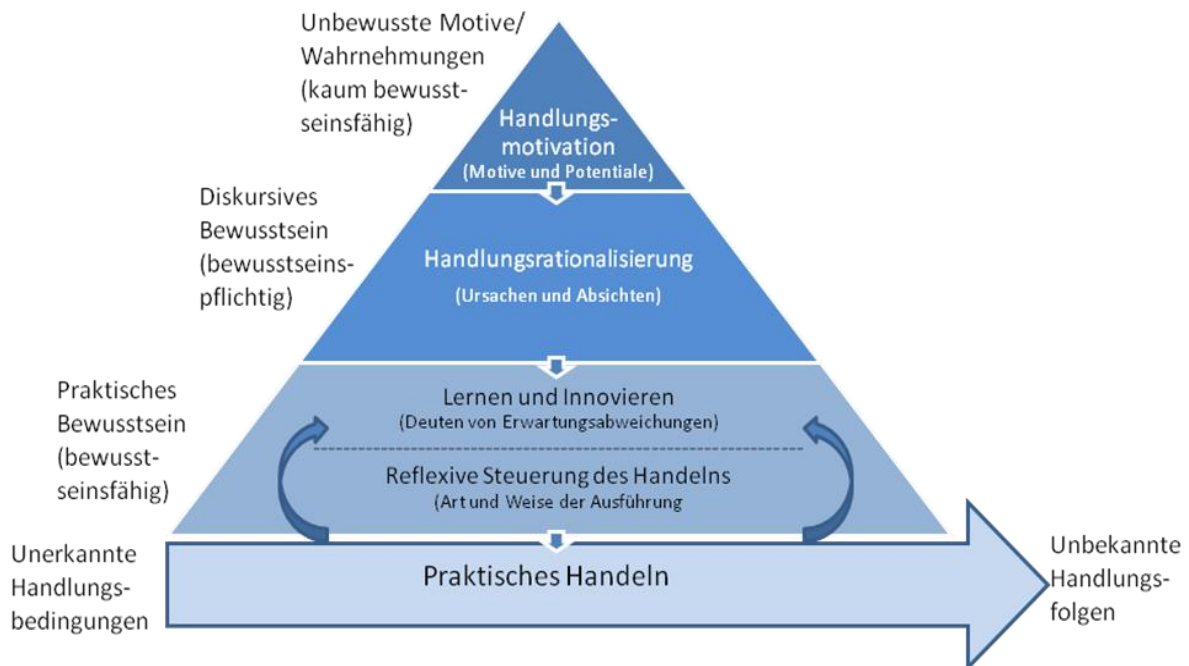 Unbewusste Motive/
Wahrnehmungen
(kaum bewusst-
seinsfähig)
Handlungs-
motivation
(Motive und Potentiale)
Diskursives
Bewusstsein
(bewusstseins-
pflichtig)
Handlungsrationalisierung
(Ursachen und Absichten)
Praktisches
Bewusstsein
(bewusst-
seinsfähig)
Lernen und Innovieren
(Deuten von Erwartungsabweichungen)
Reflexive Steuerung des Handelns
(Art und Weise der Ausführung
Unerkannte
Handlungs-
bedingungen
Praktisches Handeln
Unbekannte
Handlungs-
folgen